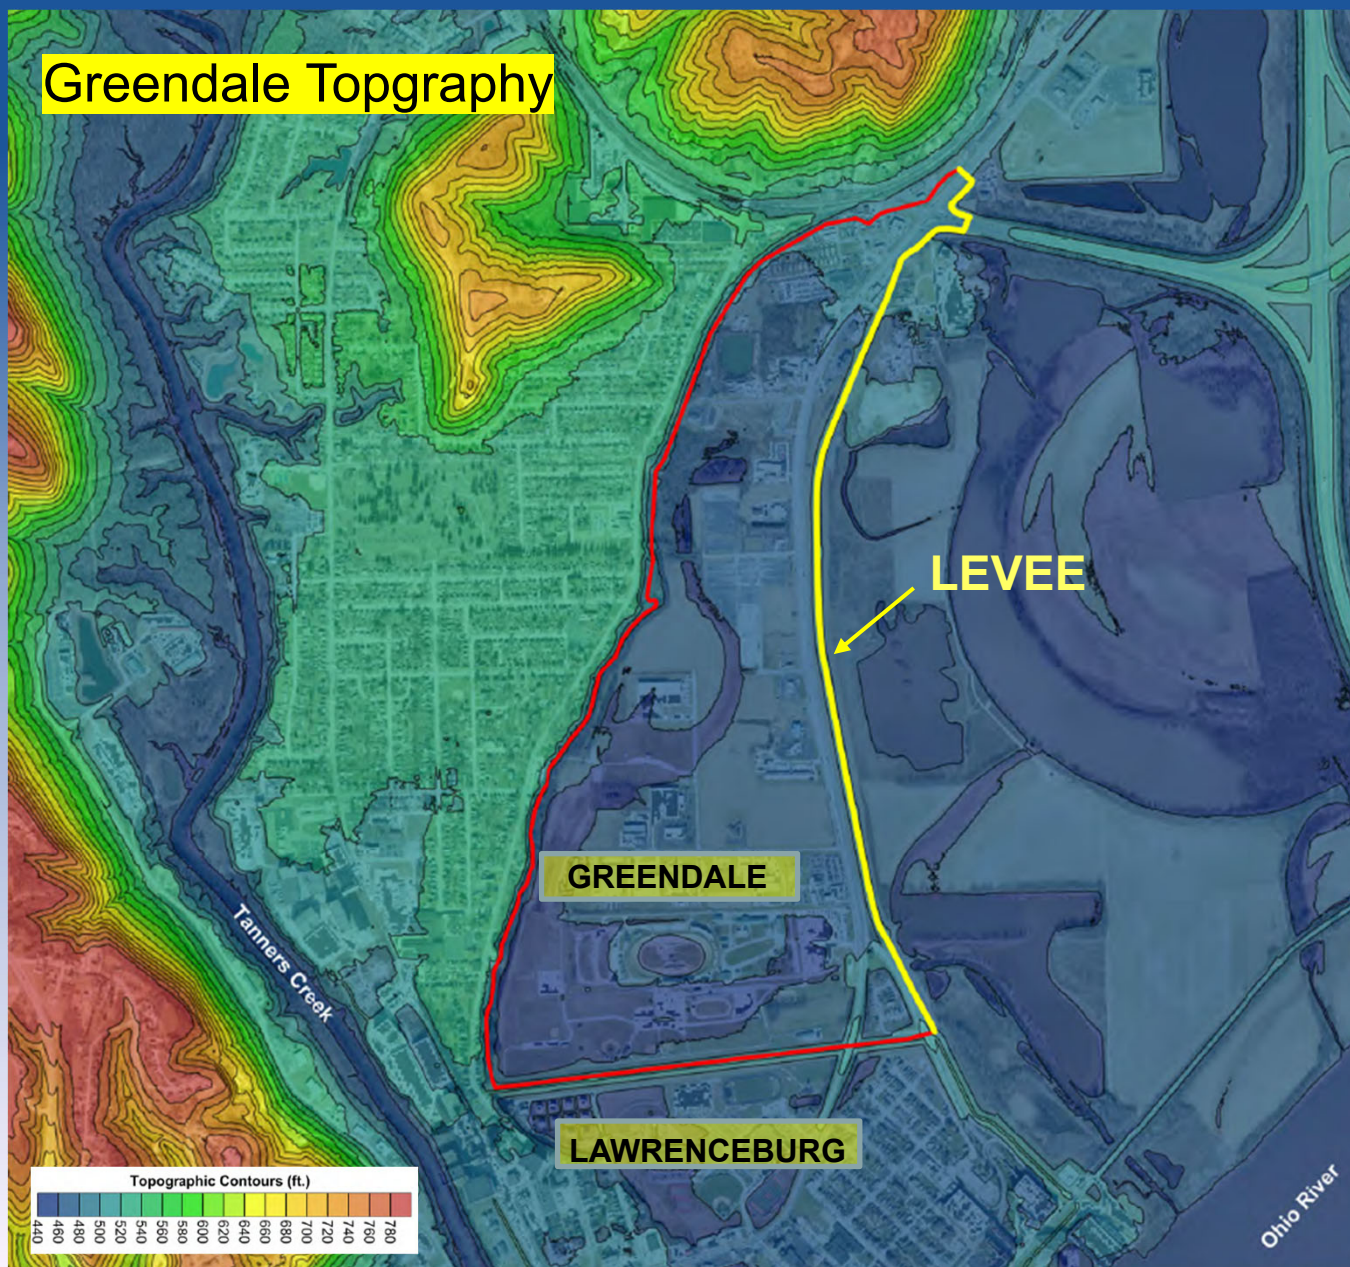 Greendale Topgraphy
LEVEE
GREENDALE
Tanners Creek
LAWRENCEBURG
Ohio River
Topographic Contours (ft.)
440 460 480 500 520 540 560 580 600 620 640 660 680 700 720 740 760 780